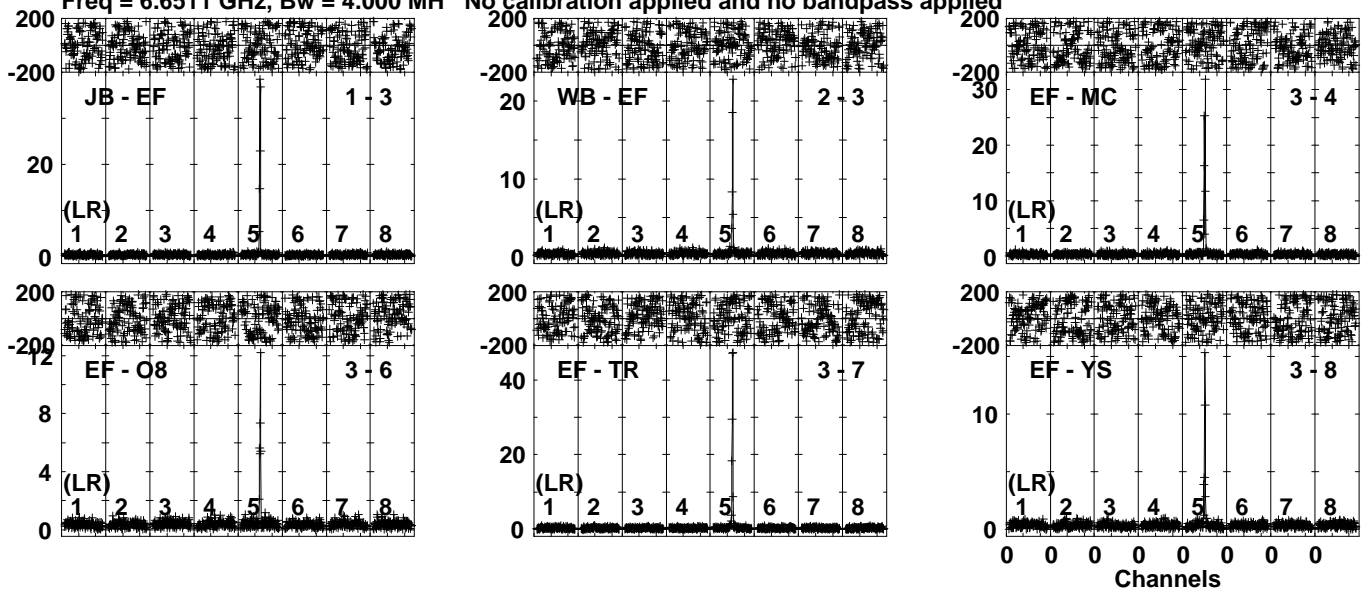 Freq = 6.6511 GHz, Bw = 4.000 MH No calibration applied and no bandpass applied
200 200 200
-200 -200 -200
JB - EF 1 - 3 WB - EF 2 - 3 EF - MC 3 - 4
30
20 20
20
10 10
(LR) (LR) (LR)
1 2 3 4 5 6 7 8 1 2 3 4 5 6 7 8 1 2 3 4 5 6 7 8
0 0 0
200 200 200
-200 -200 -200
12
EF - O8 3 - 6 EF - TR 3 - 7 EF - YS 3 - 8
40
8 10
20
4
(LR) (LR) (LR)
1 2 3 4 5 6 7 8 1 2 3 4 5 6 7 8 1 2 3 4 5 6 7 8
0 0 0
0 0 0 0 0 0 0 0
Channels